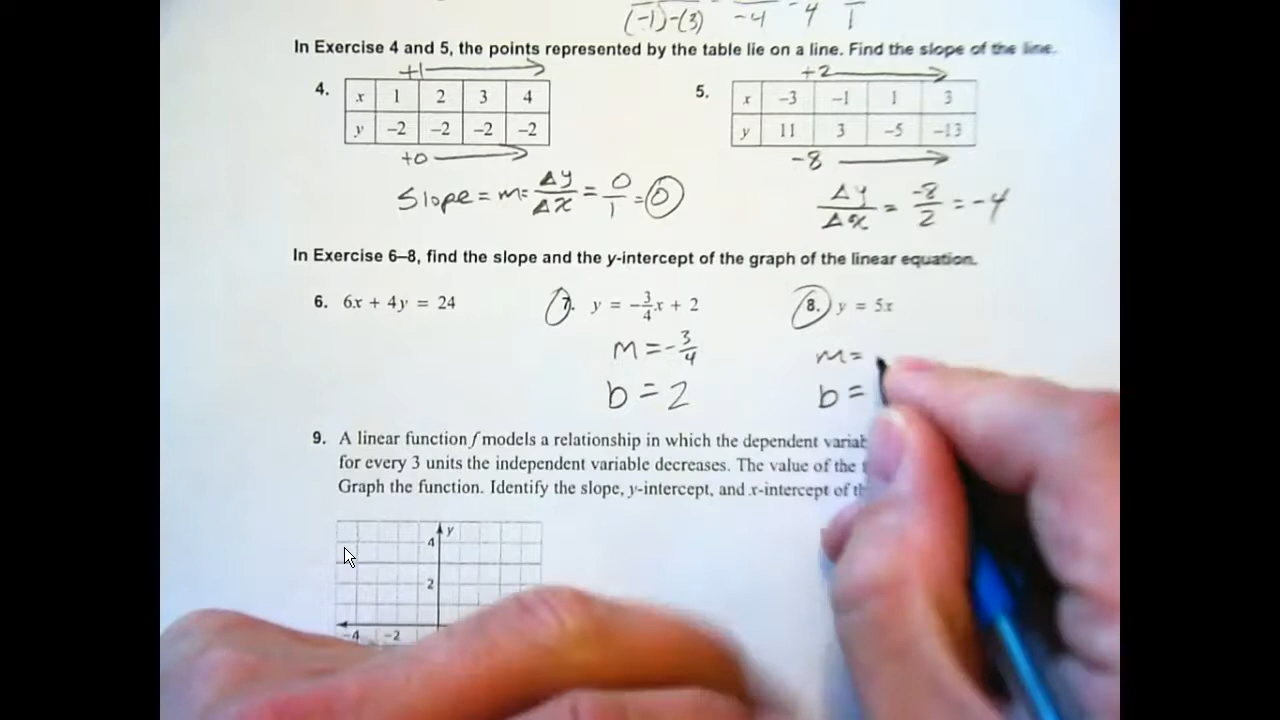 (-1)-(3) -4 -4 1
In Exercise 4 and 5, the points represented by the table lie on a line. Find the slope of the line.
+1 +2
4. x 1 2 3 4 5. x −3 −1 1 3
y −2 −2 −2 −2 y 11 3 −5 −13
+0 -8
Slope = m = Δy/Δx = 0/1 = 0 Δy/Δx = -8/2 = -4
In Exercise 6–8, find the slope and the y-intercept of the graph of the linear equation.
6. 6x + 4y = 24 7. y = −3/4x + 2 8. y = 5x
m = -3/4 m =
b = 2 b =
9. A linear function f models a relationship in which the dependent
for every 3 units the independent variable decreases. The value of the
Graph the function. Identify the slope, y-intercept, and x-intercept of
y
4
2
−4 −2